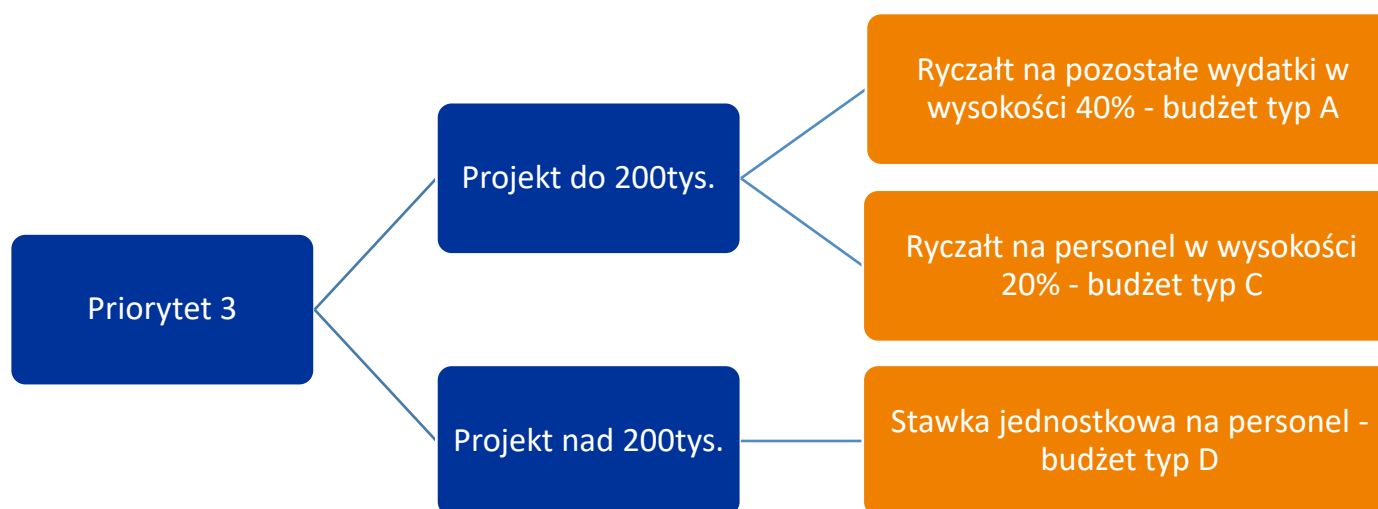 Priorytet 3
Projekt do 200tys.
Ryczałt na pozostałe wydatki w
wysokości 40% - budżet typ A
Ryczałt na personel w wysokości
20% - budżet typ C
Projekt nad 200tys.
Stawka jednostkowa na personel -
budżet typ D